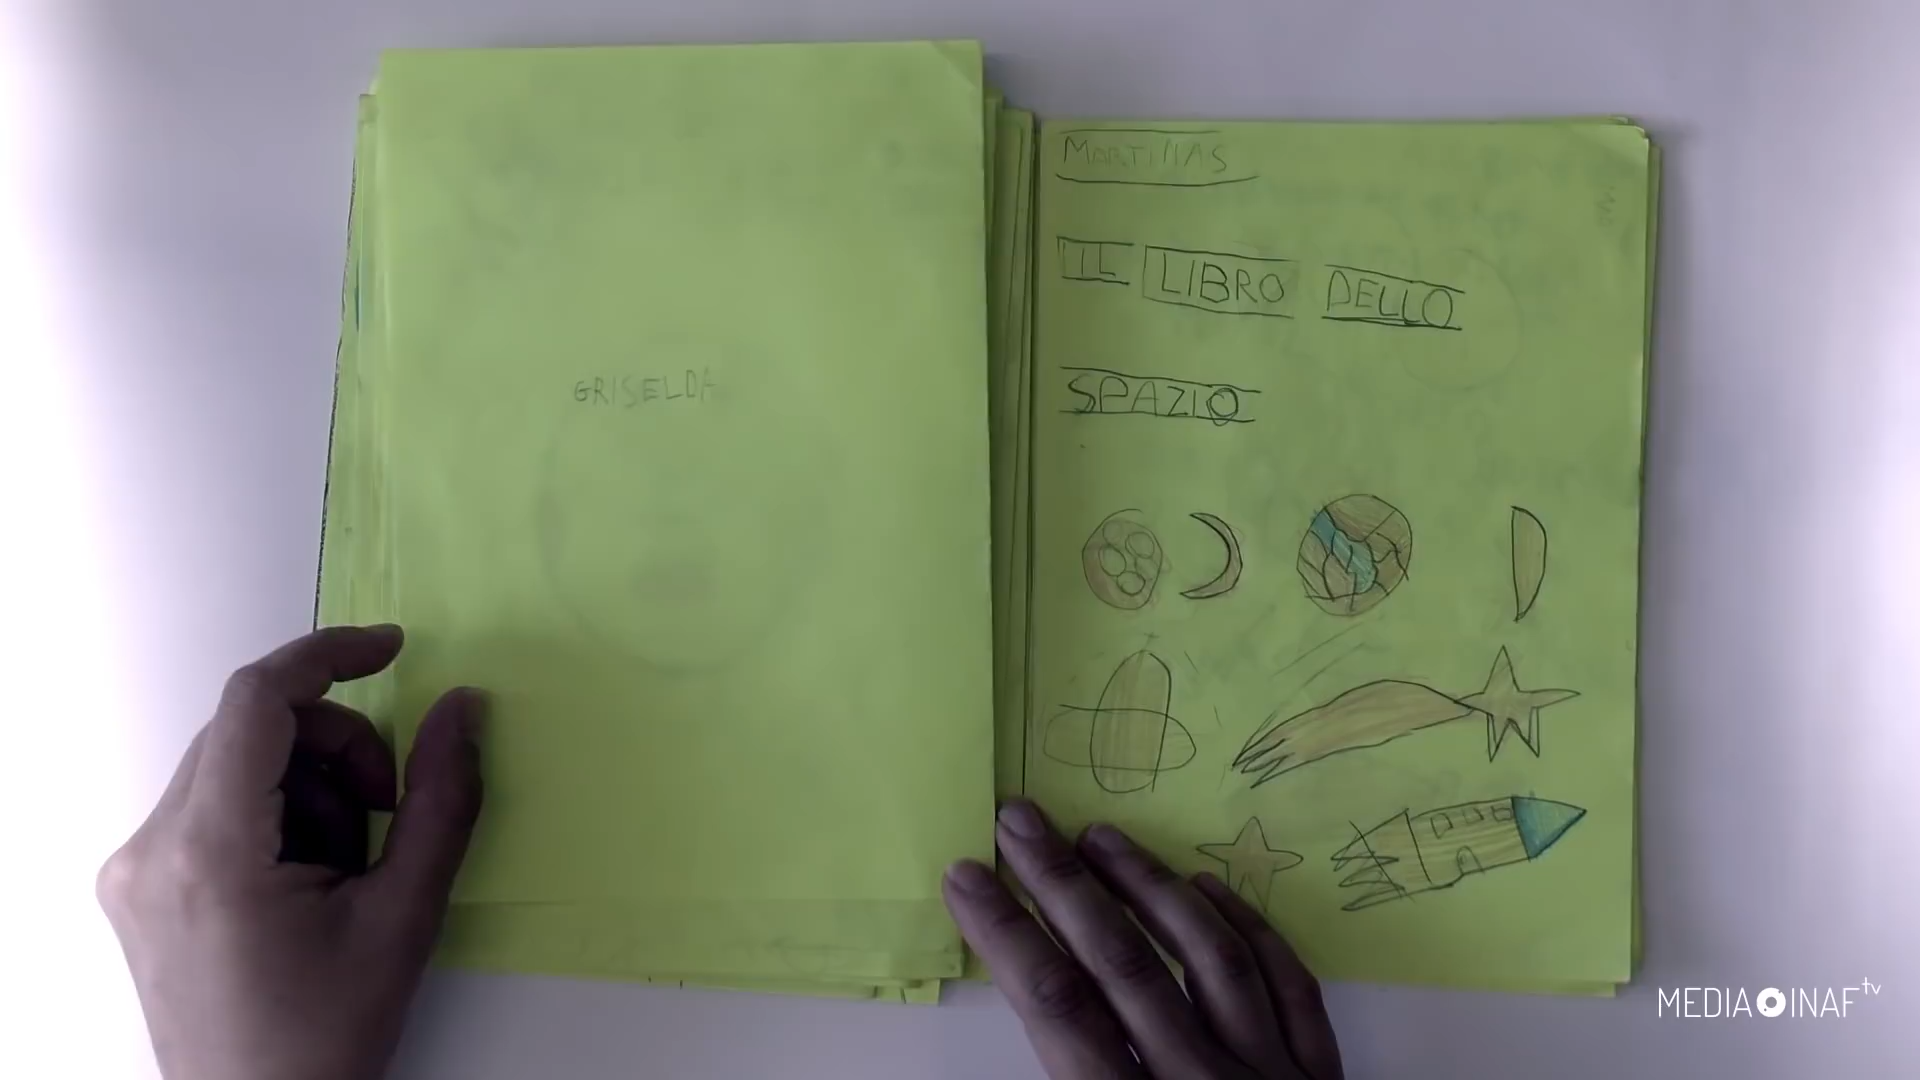 GRISELDA
MARTINAS
IL LIBRO DELLO
SPAZIO
MEDIA INAF tv